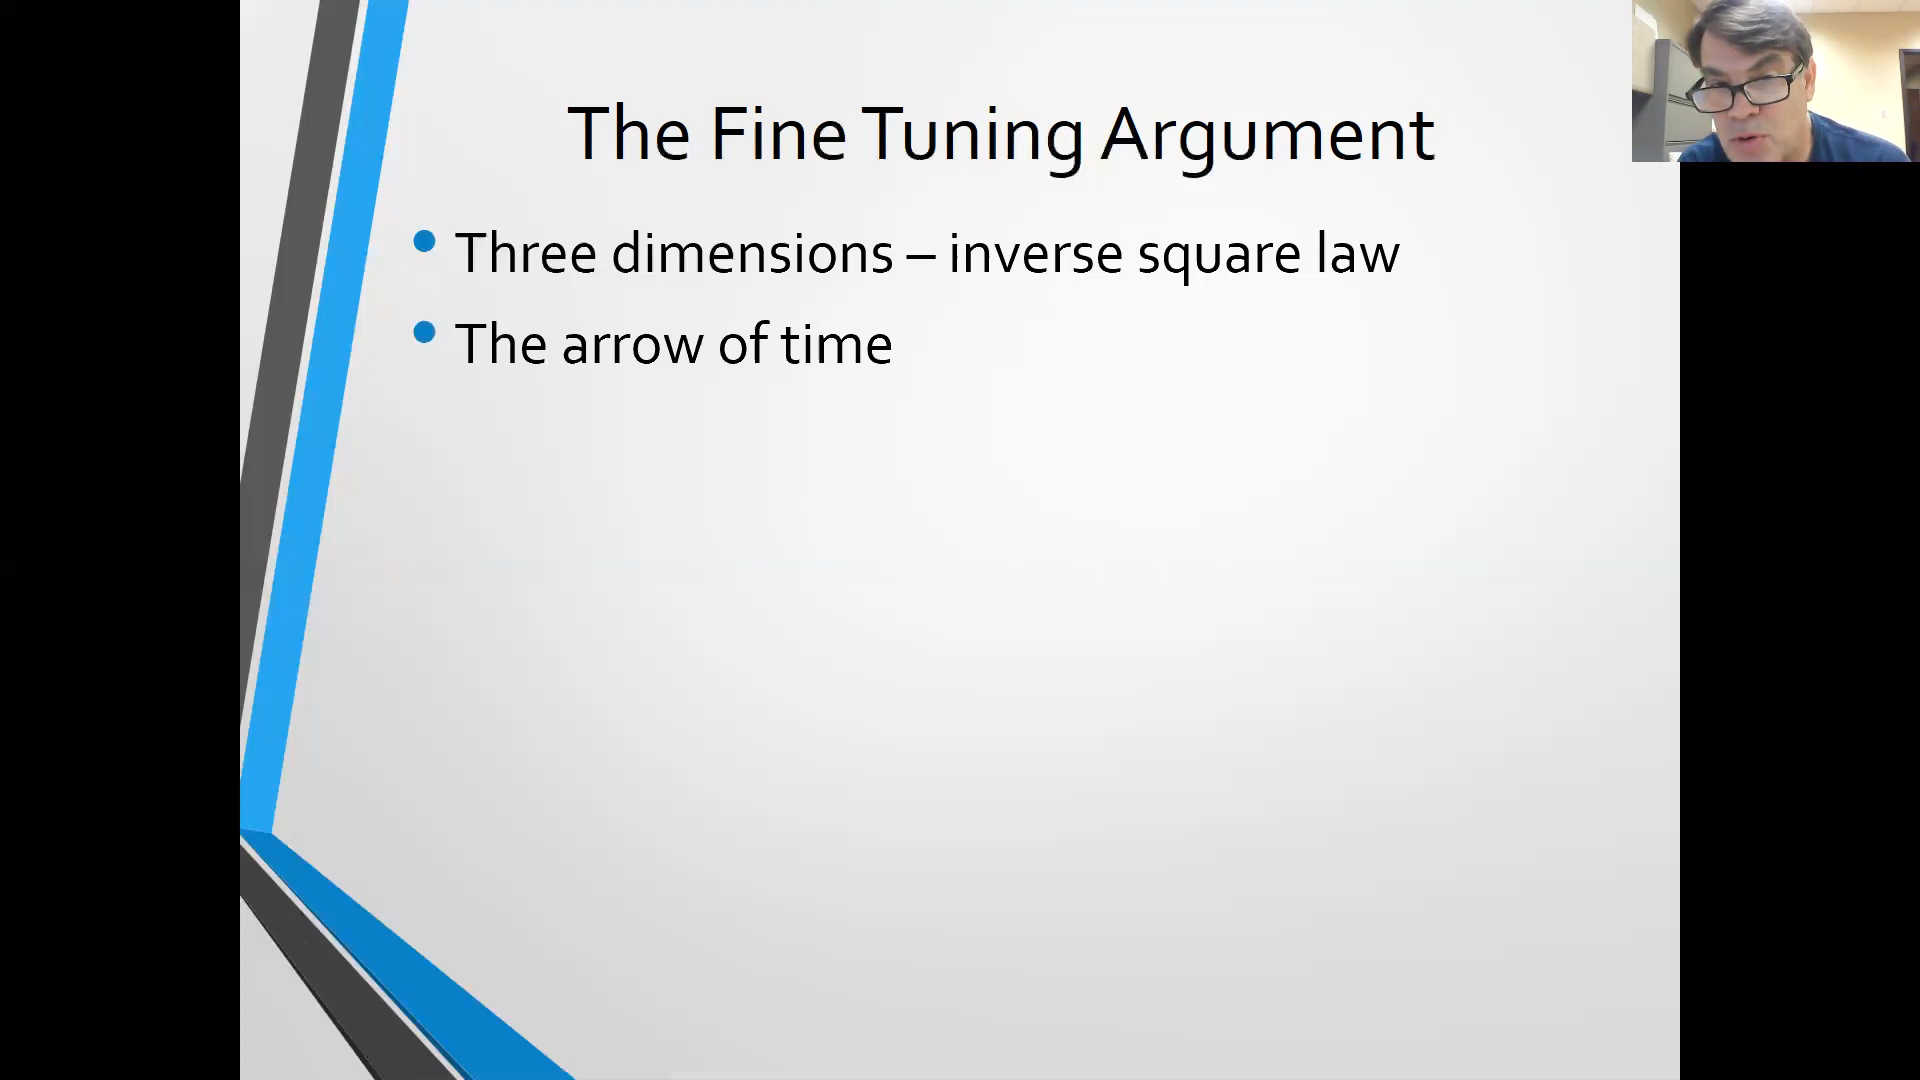 The Fine Tuning Argument
• Three dimensions – inverse square law
• The arrow of time